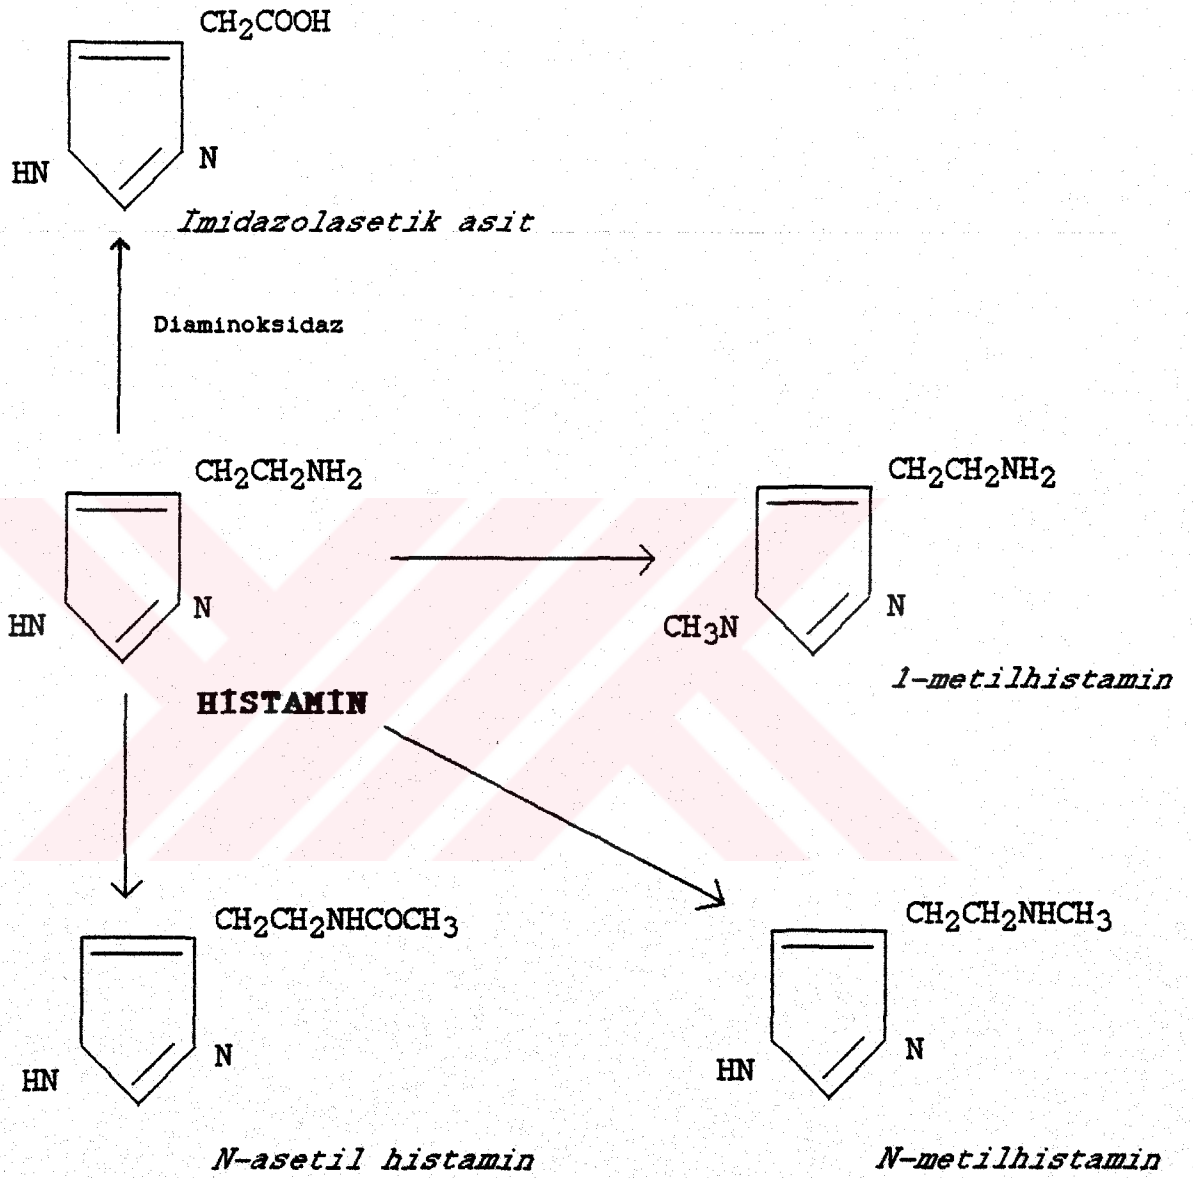 CH₂COOH
HN
N
İmidazolasetik asit
Diaminoksidaz
CH₂CH₂NH₂
HN
N
HİSTAMİN
CH₂CH₂NH₂
CH₃N
N
1-metilhistamin
CH₂CH₂NHCOCH₃
HN
N
N-asetil histamin
CH₂CH₂NHCH₃
HN
N
N-metilhistamin